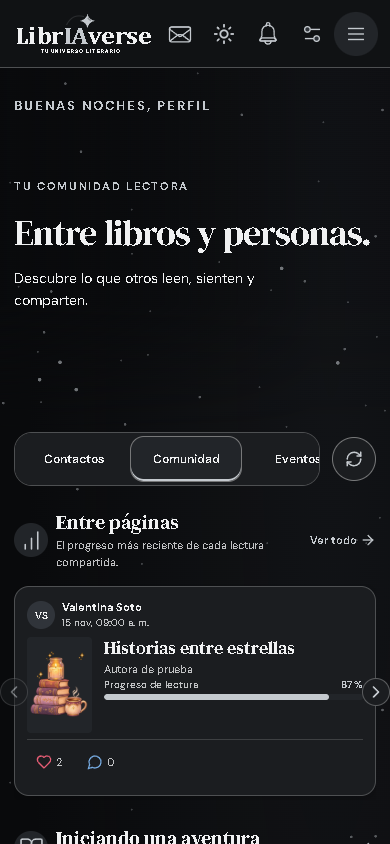 LibrIAverse
TU UNIVERSO LITERARIO
BUENAS NOCHES, PERFIL
TU COMUNIDAD LECTORA
Entre libros y personas.
Descubre lo que otros leen, sienten y
comparten.
Contactos
Comunidad
Eventos
Entre páginas
El progreso más reciente de cada lectura
compartida.
Ver todo
VS
Valentina Soto
15 nov, 09:00 a. m.
Historias entre estrellas
Autora de prueba
Progreso de lectura
87%
2
0
Iniciando una aventura